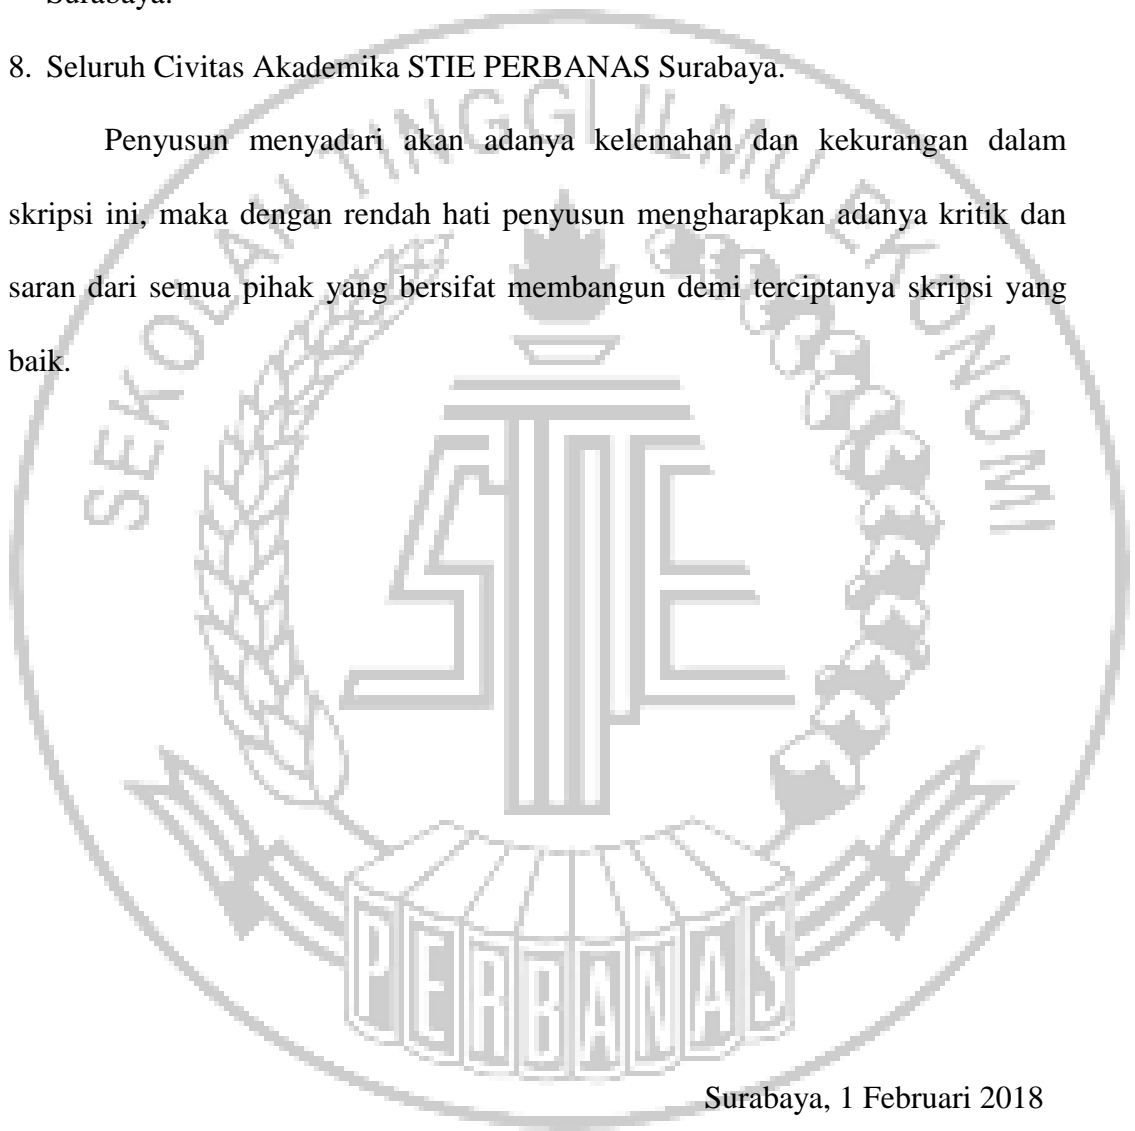 Surabaya.
8. Seluruh Civitas Akademika STIE PERBANAS Surabaya.
Penyusun menyadari akan adanya kelemahan dan kekurangan dalam
skripsi ini, maka dengan rendah hati penyusun mengharapkan adanya kritik dan
saran dari semua pihak yang bersifat membangun demi terciptanya skripsi yang
baik.
SEKOLAH TINGGI ILMU EKONOMI
STIE
PERBANAS
Surabaya, 1 Februari 2018